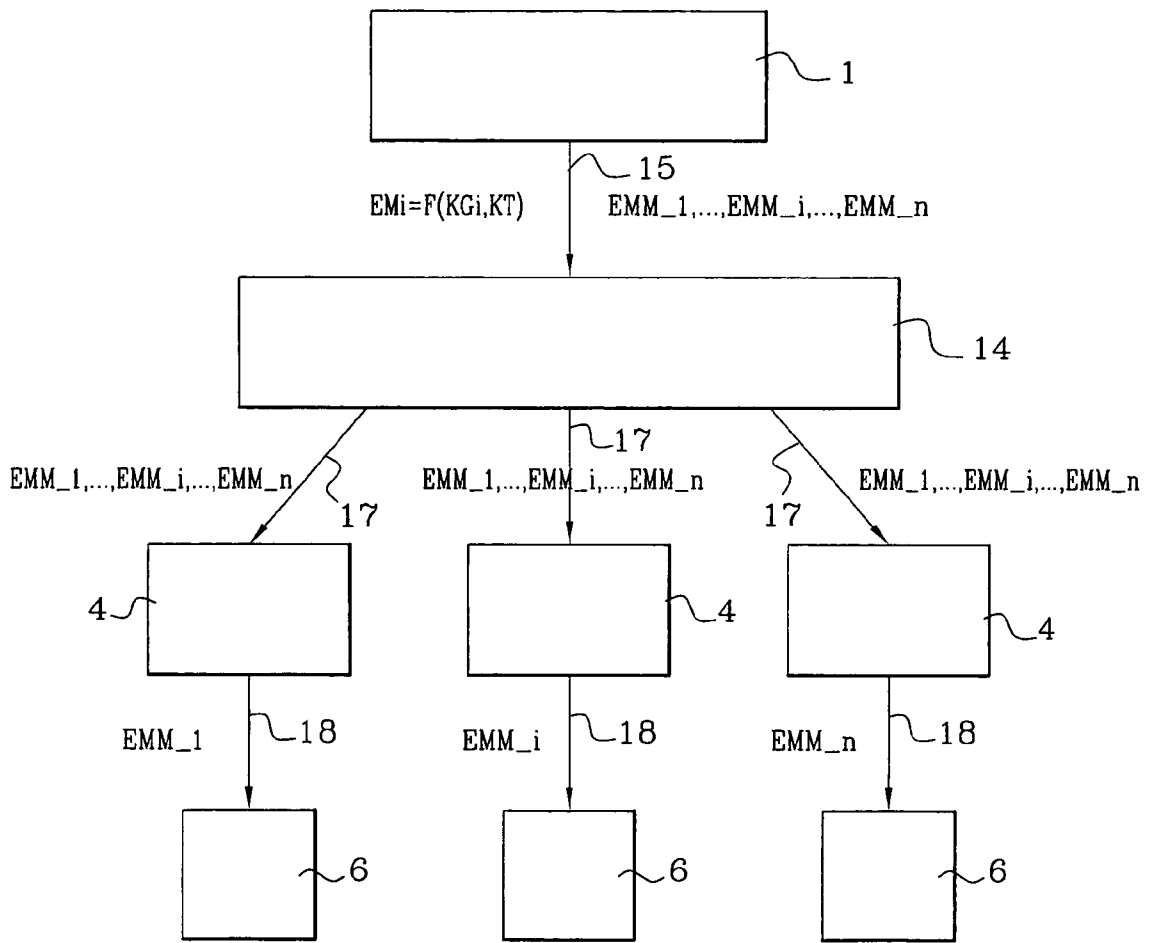 1
15
EMi=F(KGi,KT) EMM_1,...,EMM_i,...,EMM_n
14
17
EMM_1,...,EMM_i,...,EMM_n EMM_1,...,EMM_i,...,EMM_n EMM_1,...,EMM_i,...,EMM_n
17 17
4 4 4
EMM_1 18 EMM_i 18 EMM_n 18
6 6 6